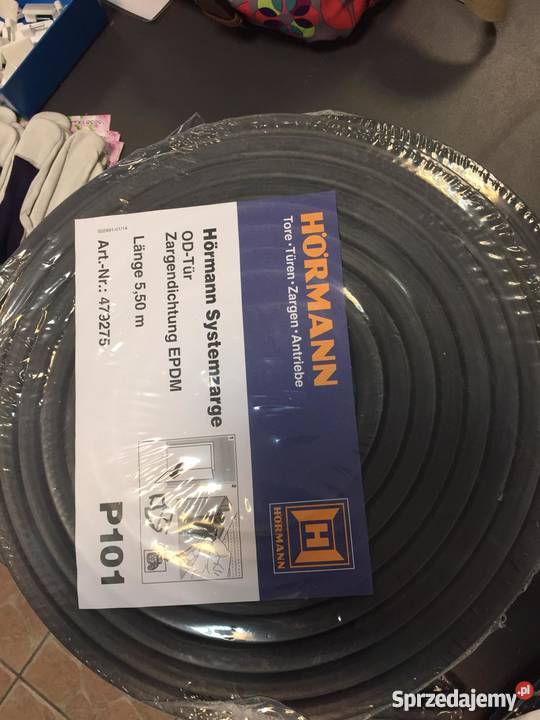 HÖRMANN
Tore · Türen · Zargen · Antriebe
HÖRMANN
Hörmann Systemzarge
OD-Tür
Zargendichtung EPDM
Länge 5,50 m
Art.-Nr.: 473275
P101
Sprzedajemy.pl